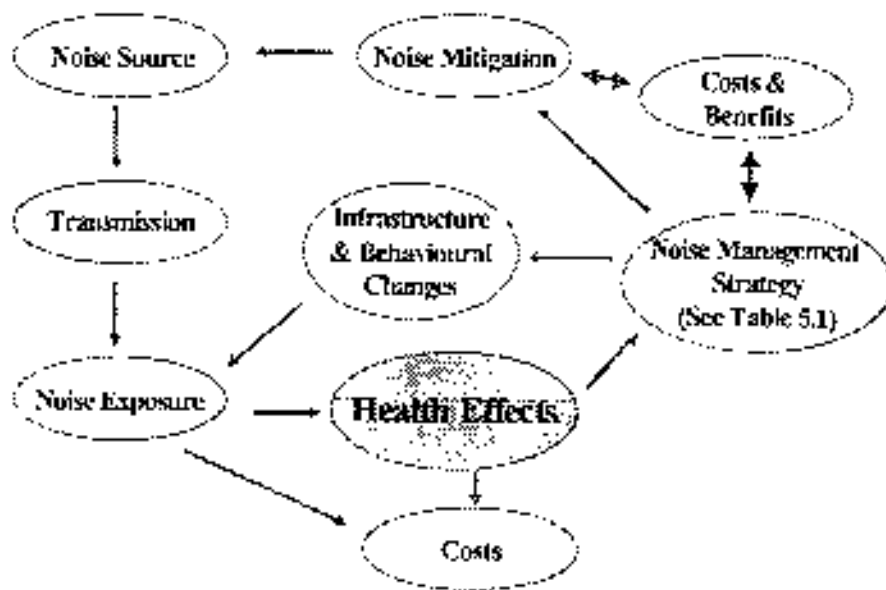 Noise Source
Noise Mitigation
Costs &
Benefits
Transmission
Infrastructure
& Behavioural
Changes
Noise Management
Strategy
(See Table 5.1)
Noise Exposure
Health Effects
Costs